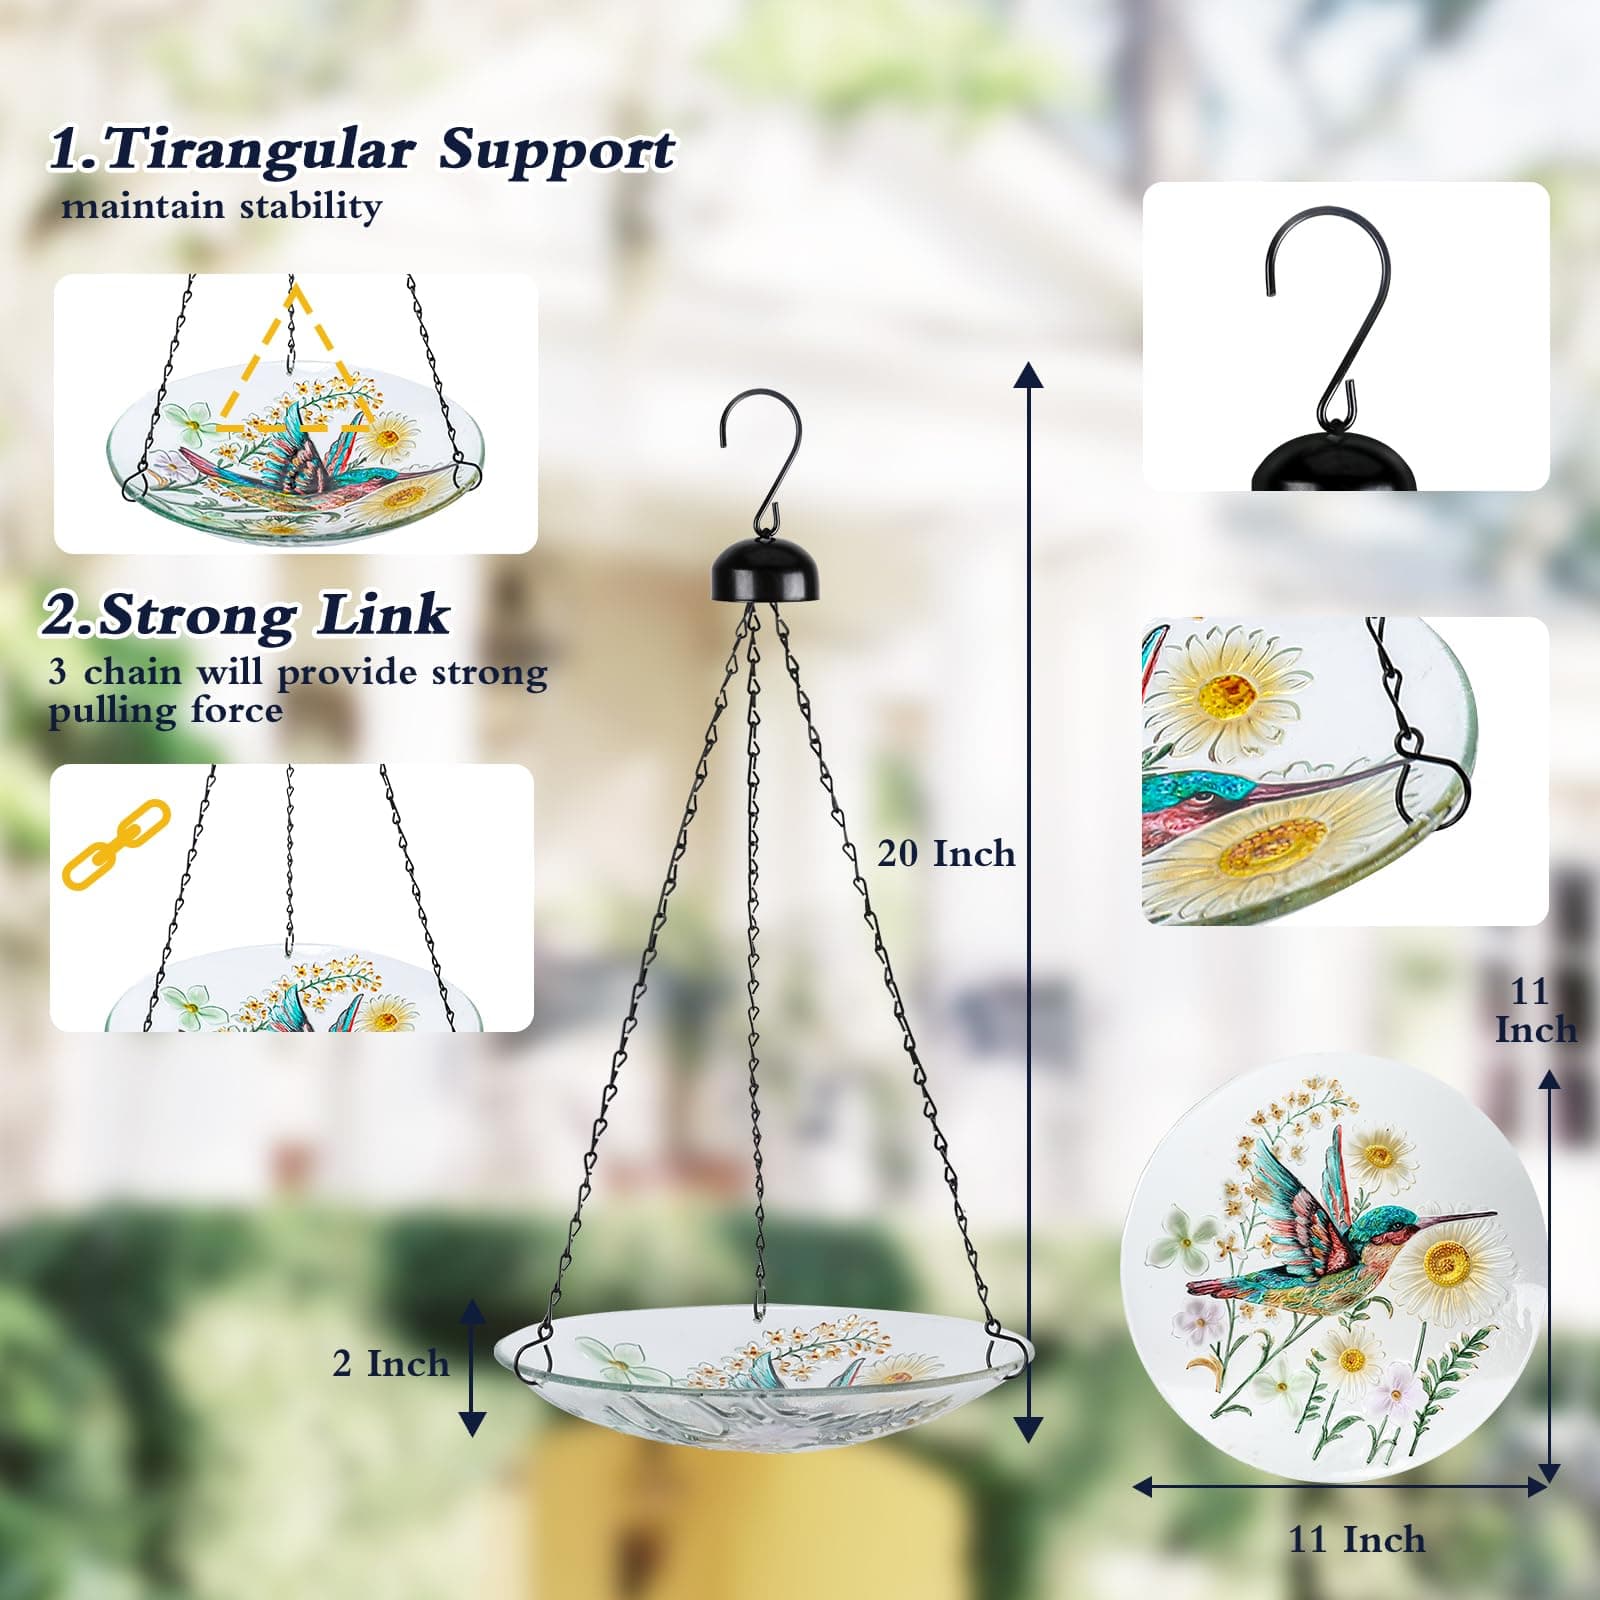 1.Tirangular Support
maintain stability
2.Strong Link
3 chain will provide strong
pulling force
20 Inch
2 Inch
11
Inch
11 Inch